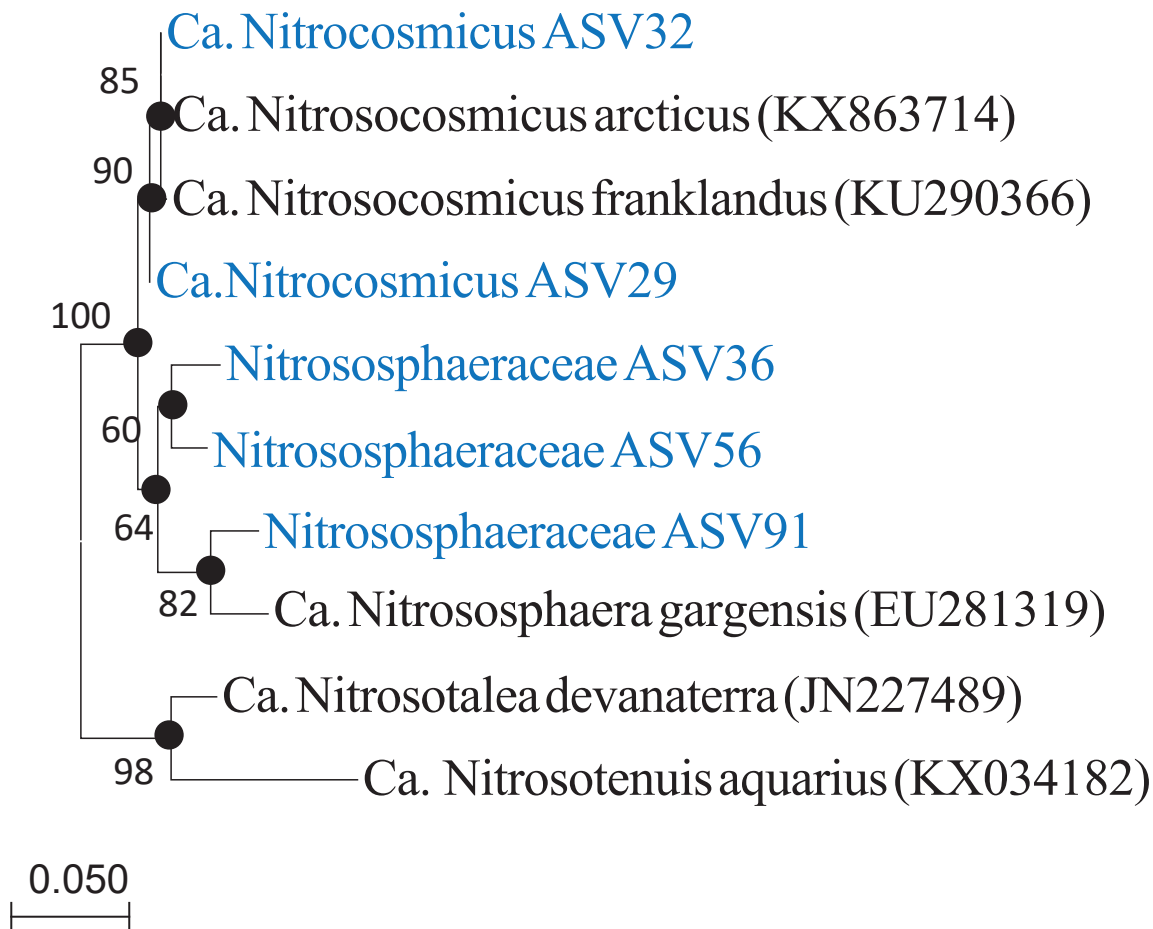 Ca. Nitrocosmicus ASV32
85
Ca. Nitrosocosmicus arcticus (KX863714)
90
Ca. Nitrosocosmicus franklandus (KU290366)
Ca.Nitrocosmicus ASV29
100
Nitrososphaeraceae ASV36
60
Nitrososphaeraceae ASV56
64
Nitrososphaeraceae ASV91
82
Ca. Nitrososphaera gargensis (EU281319)
Ca. Nitrosotalea devanaterra (JN227489)
98
Ca. Nitrosotenuis aquarius (KX034182)
0.050